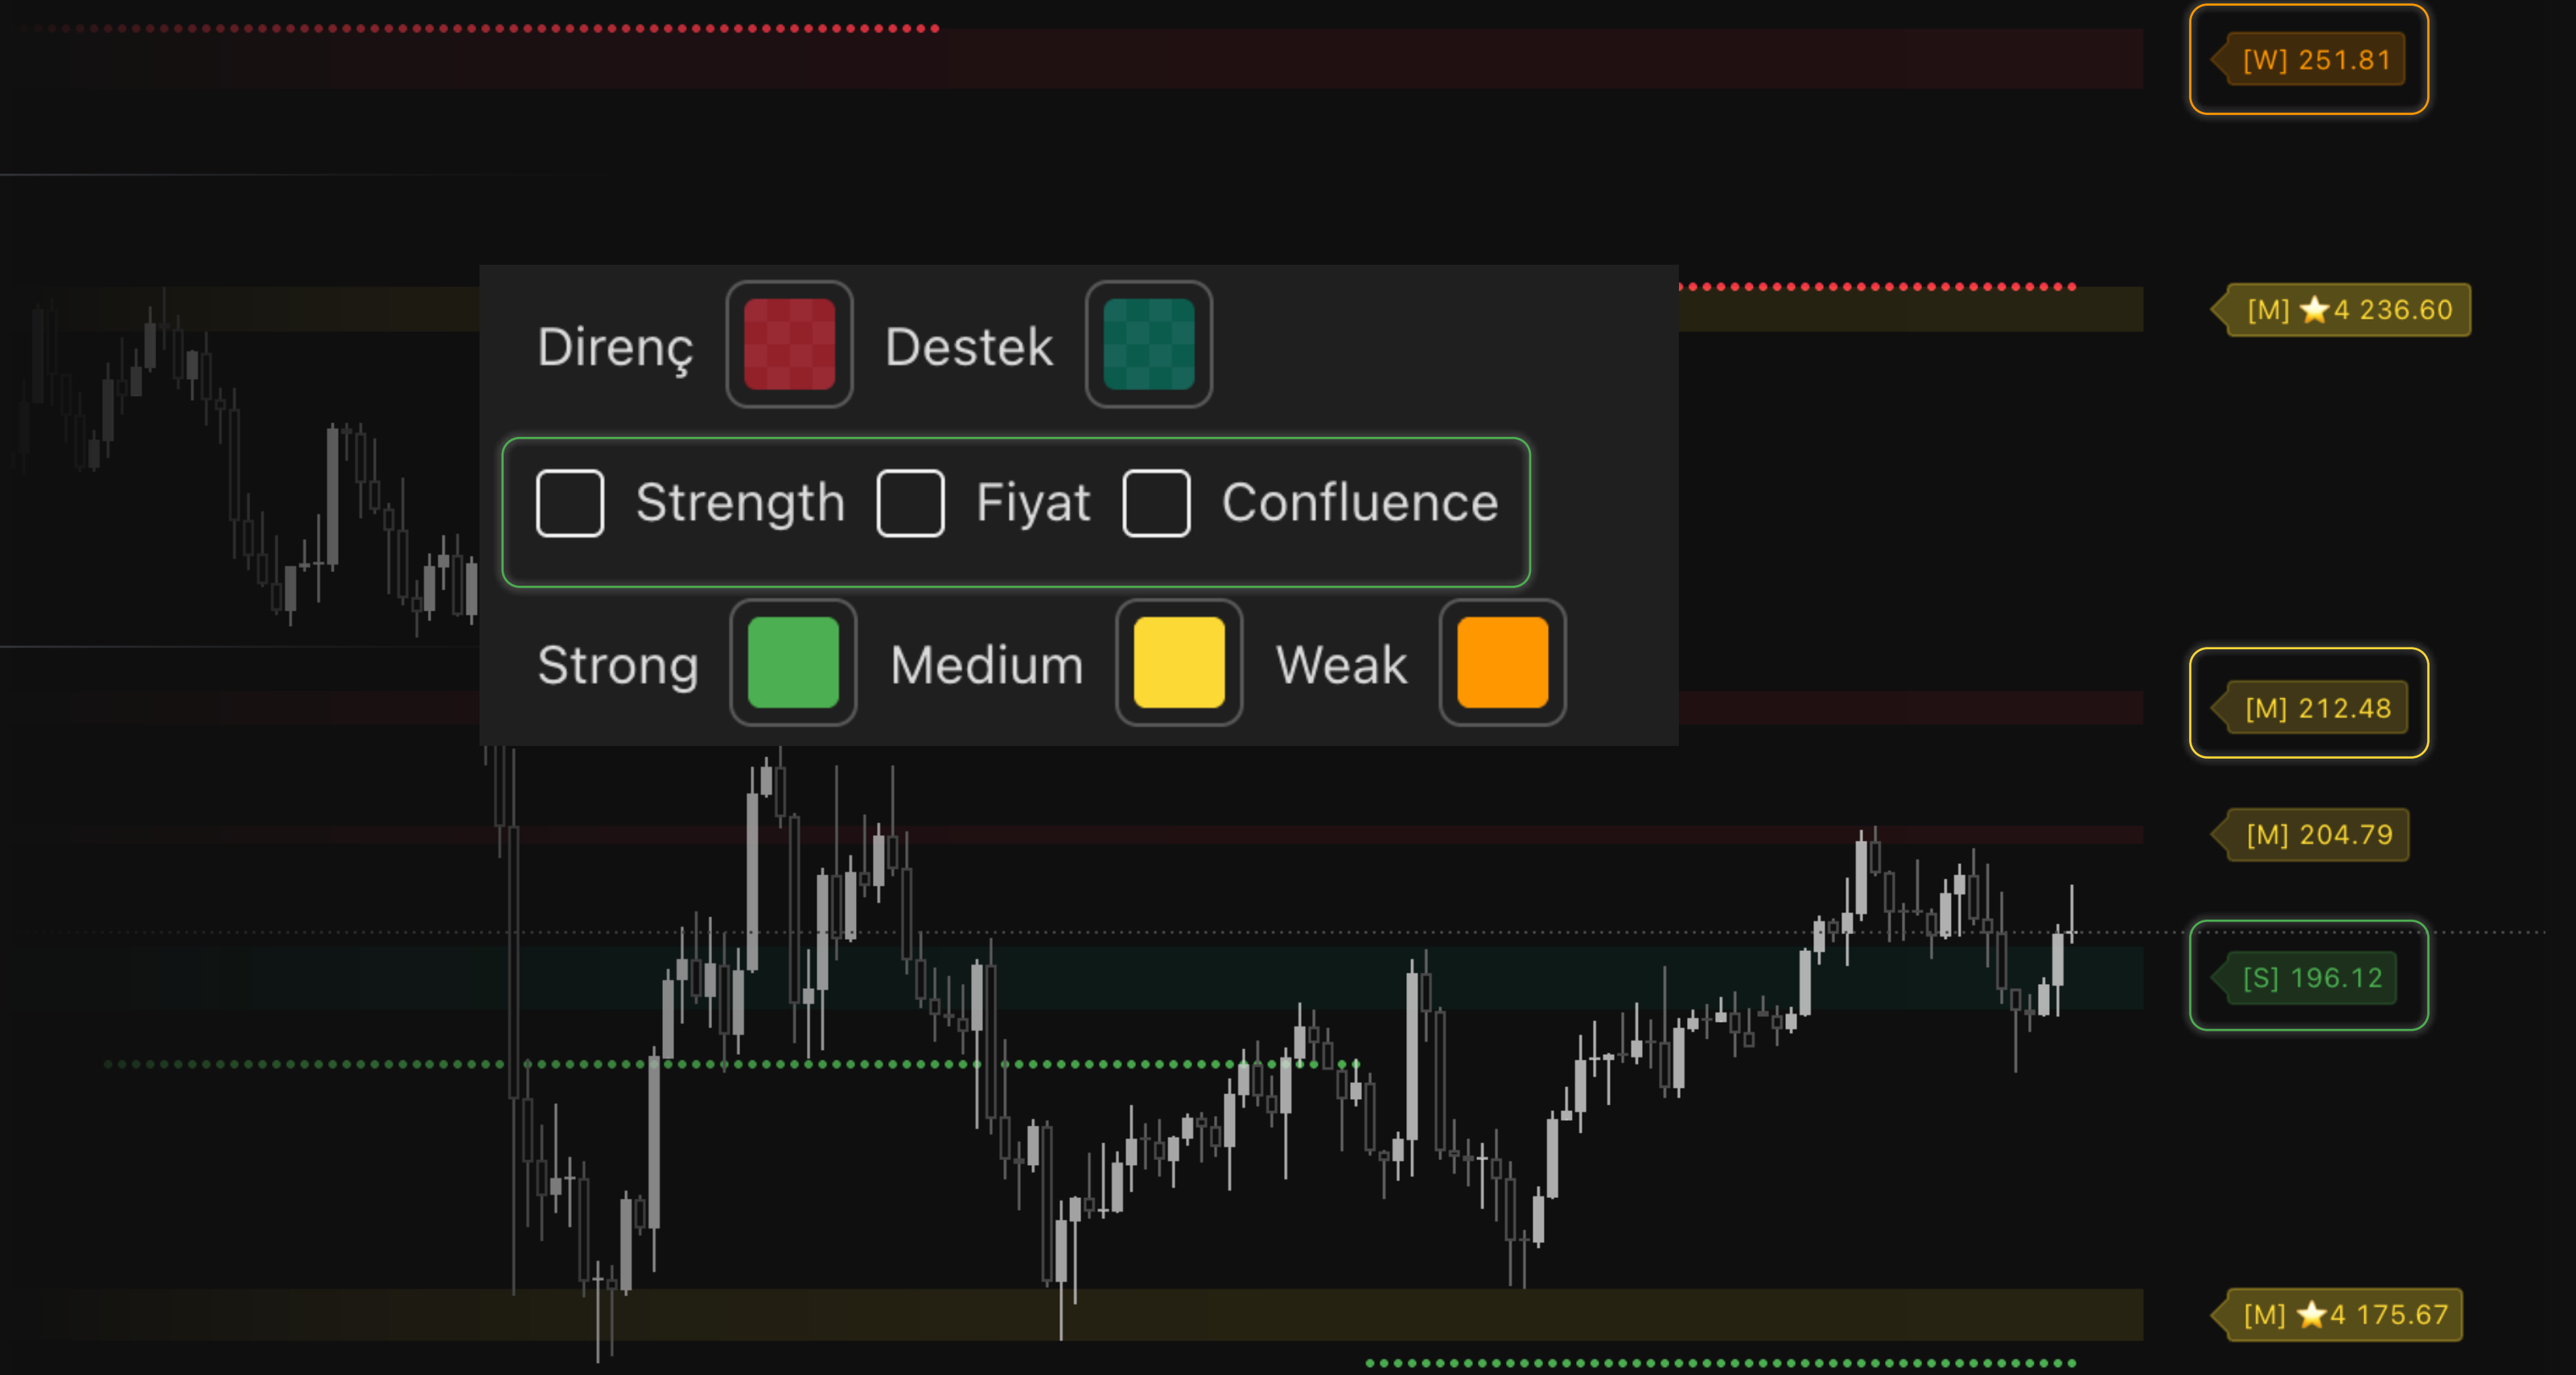 [W] 251.81
[M] ⭐4 236.60
Direnç Destek
Strength Fiyat Confluence
Strong Medium Weak
[M] 212.48
[M] 204.79
[S] 196.12
[M] ⭐4 175.67